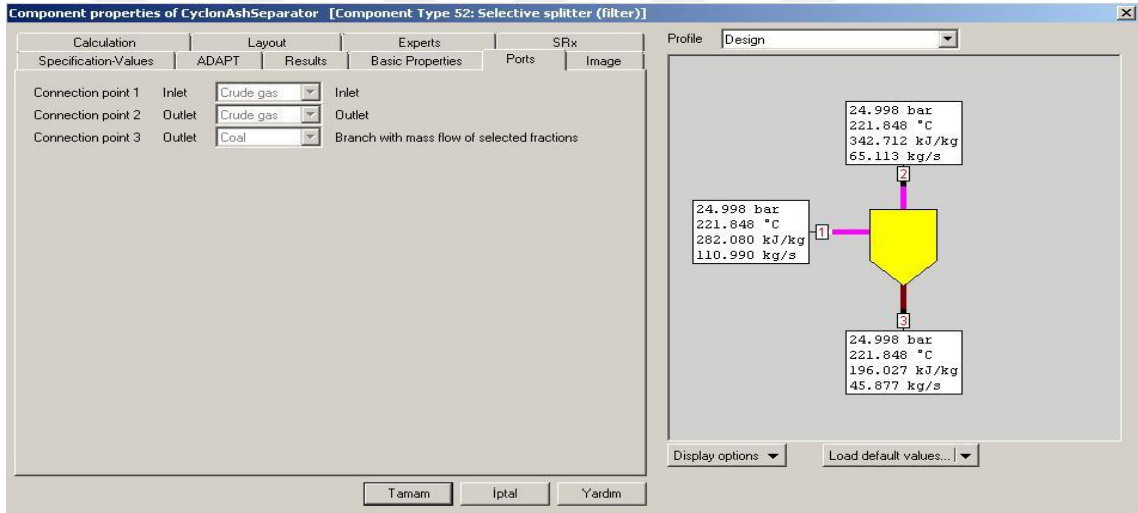 Component properties of CyclonAshSeparator [Component Type 52: Selective splitter (filter)]
Calculation Layout Experts SRx
Specification-Values ADAPT Results Basic Properties Ports Image
Connection point 1 Inlet Crude gas Inlet
Connection point 2 Outlet Crude gas Outlet
Connection point 3 Outlet Coal Branch with mass flow of selected fractions
Tamam İptal Yardım
Profile Design
24.998 bar
221.848 °C
342.712 kJ/kg
65.113 kg/s
2
24.998 bar
221.848 °C
282.080 kJ/kg
110.990 kg/s
1
3
24.998 bar
221.848 °C
196.027 kJ/kg
45.877 kg/s
Display options Load default values...